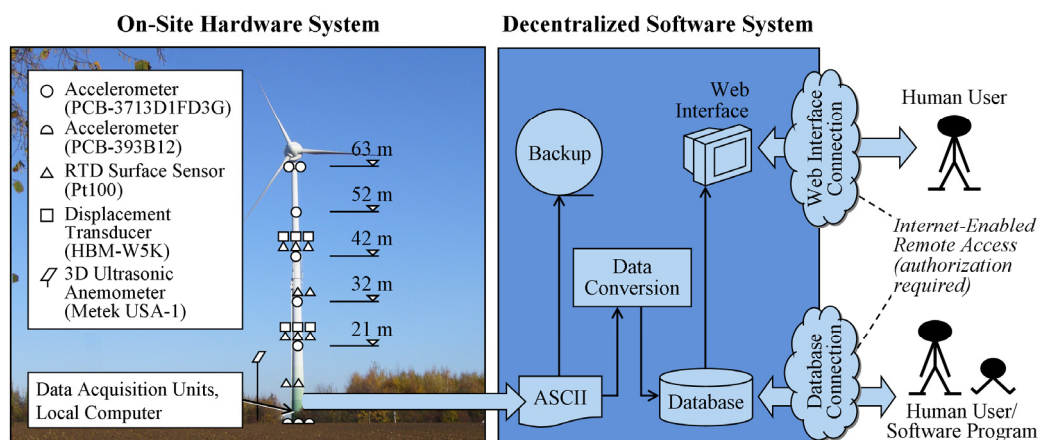 On-Site Hardware System
Accelerometer
(PCB-3713D1FD3G)
Accelerometer
(PCB-393B12)
RTD Surface Sensor
(Pt100)
Displacement
Transducer
(HBM-W5K)
3D Ultrasonic
Anemometer
(Metek USA-1)
63 m
52 m
42 m
32 m
21 m
Data Acquisition Units,
Local Computer
Decentralized Software System
Backup
Web
Interface
Data
Conversion
ASCII
Database
Web Interface
Connection
Database
Connection
Human User
Internet-Enabled
Remote Access
(authorization
required)
Human User/
Software Program